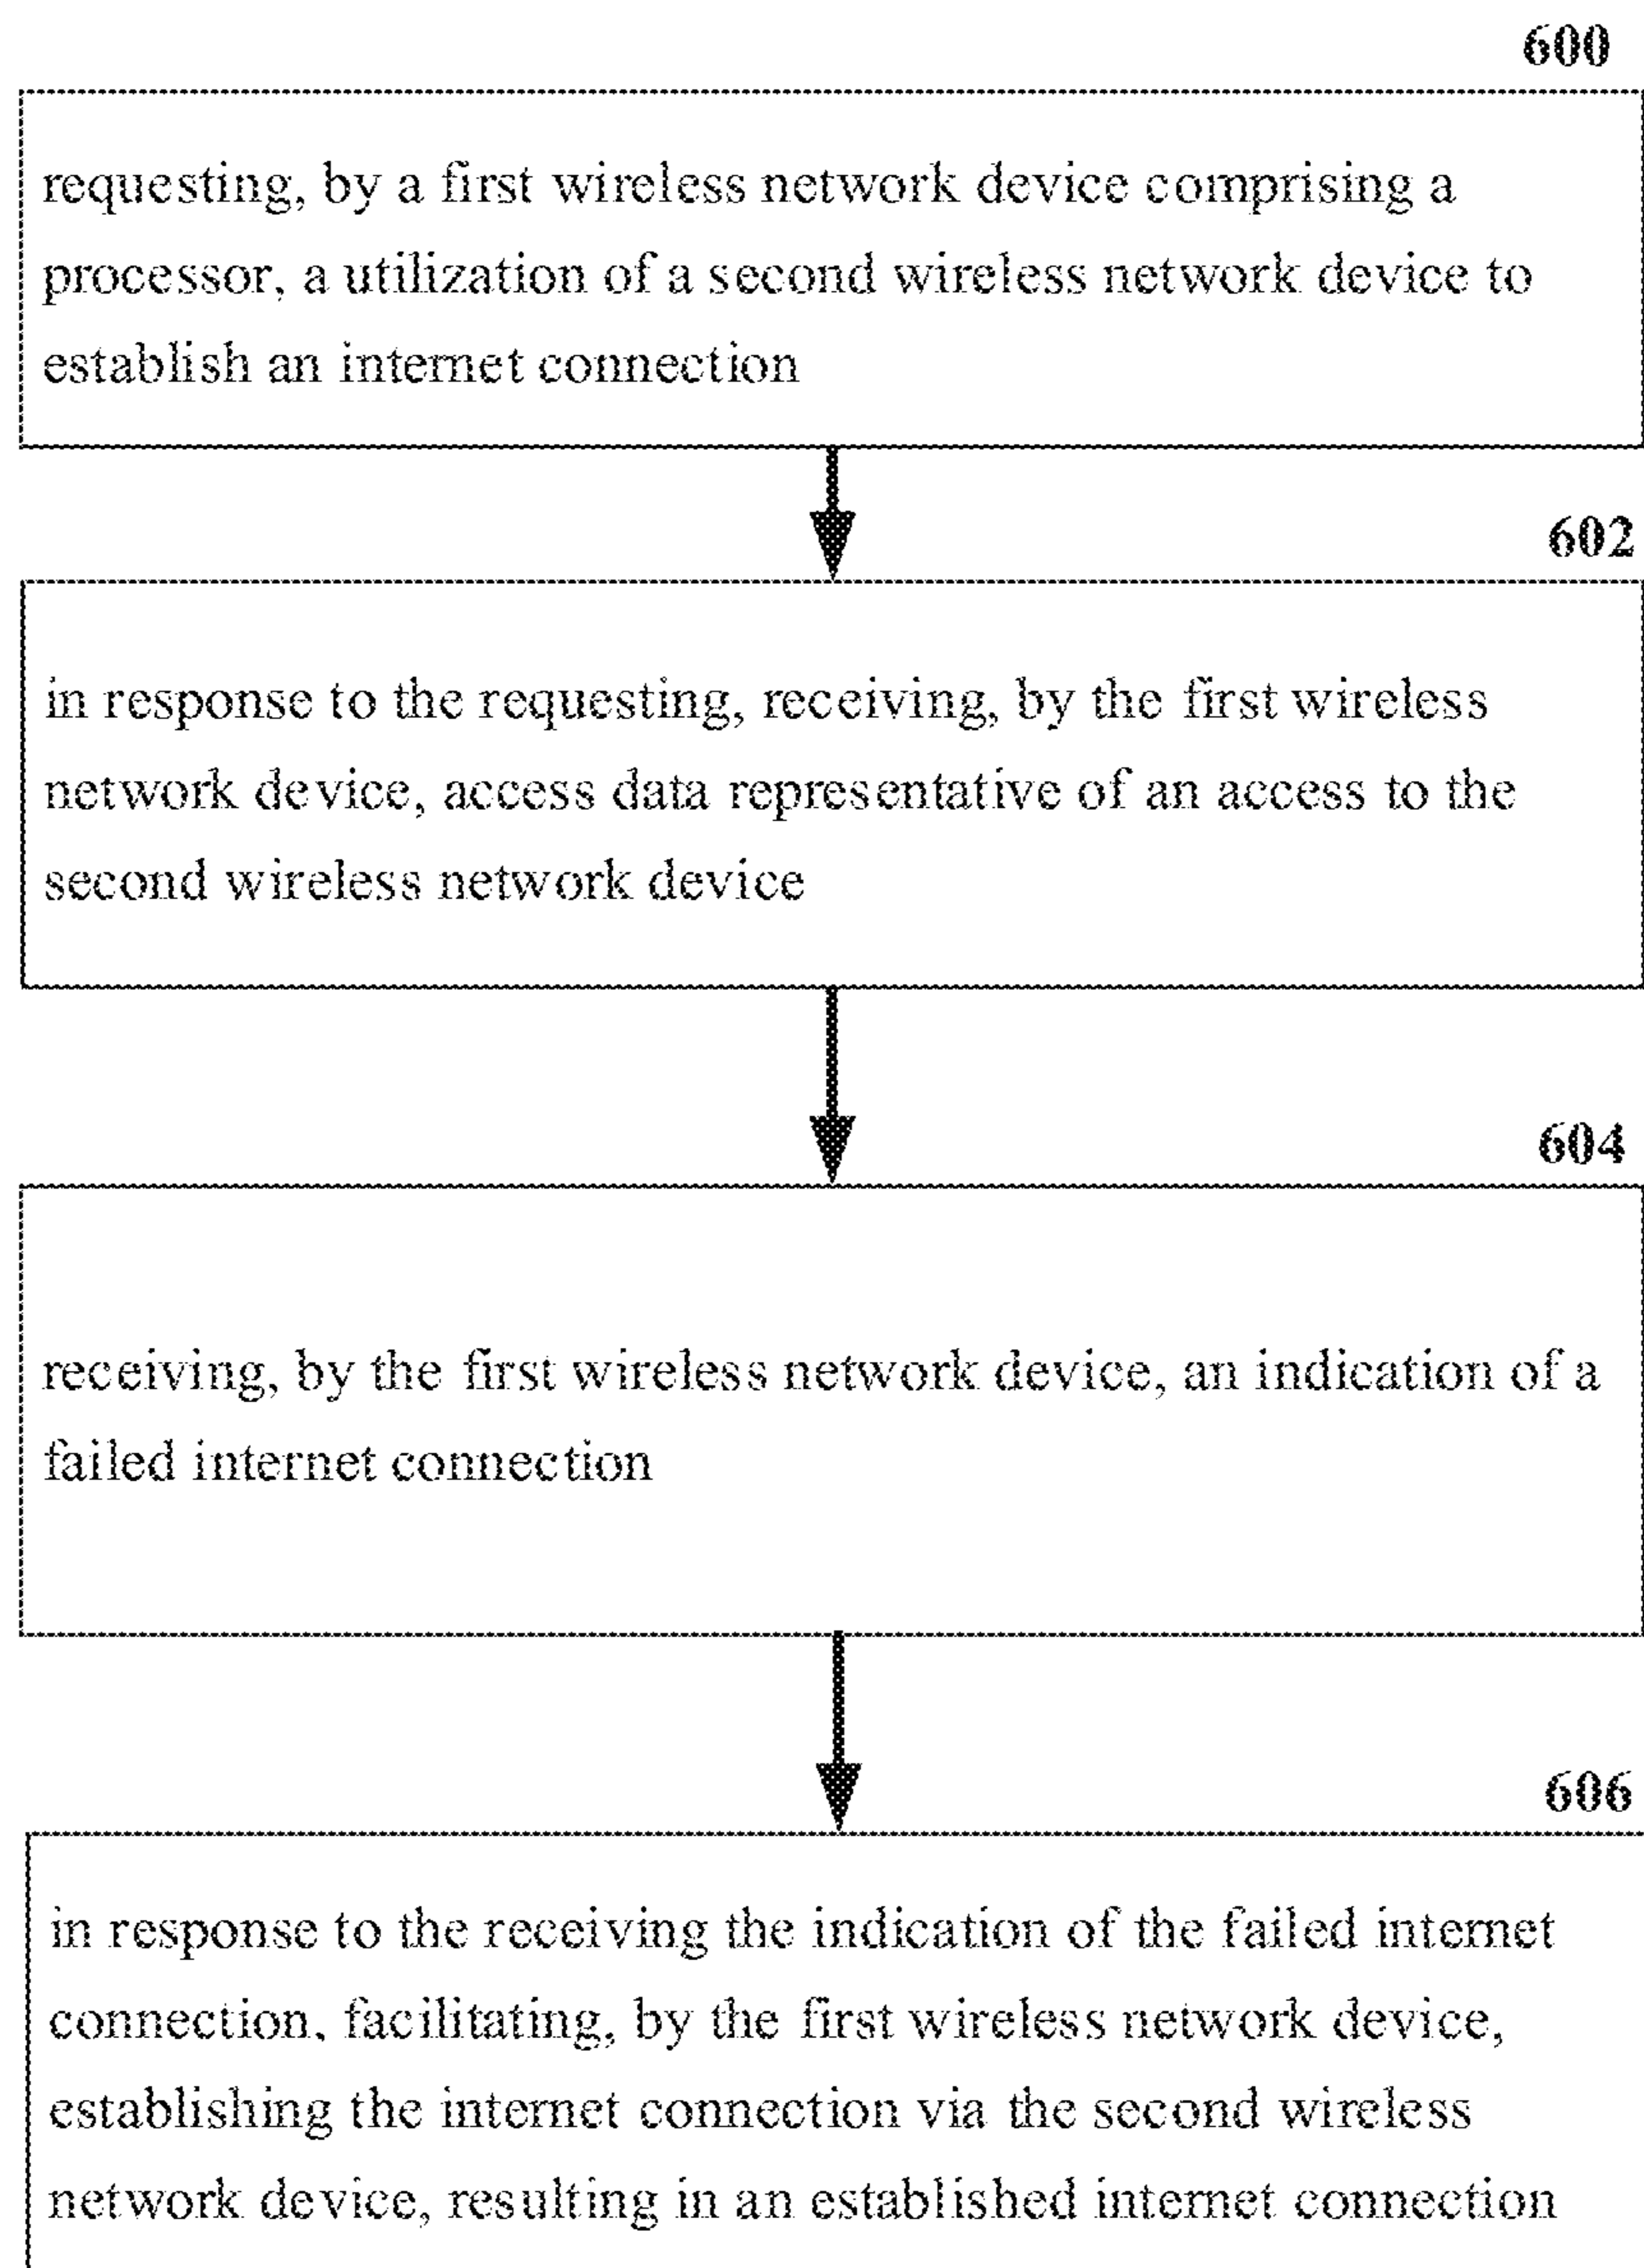 600
requesting, by a first wireless network device comprising a
processor, a utilization of a second wireless network device to
establish an internet connection
602
in response to the requesting, receiving, by the first wireless
network device, access data representative of an access to the
second wireless network device
604
receiving, by the first wireless network device, an indication of a
failed internet connection
606
in response to the receiving the indication of the failed internet
connection, facilitating, by the first wireless network device,
establishing the internet connection via the second wireless
network device, resulting in an established internet connection